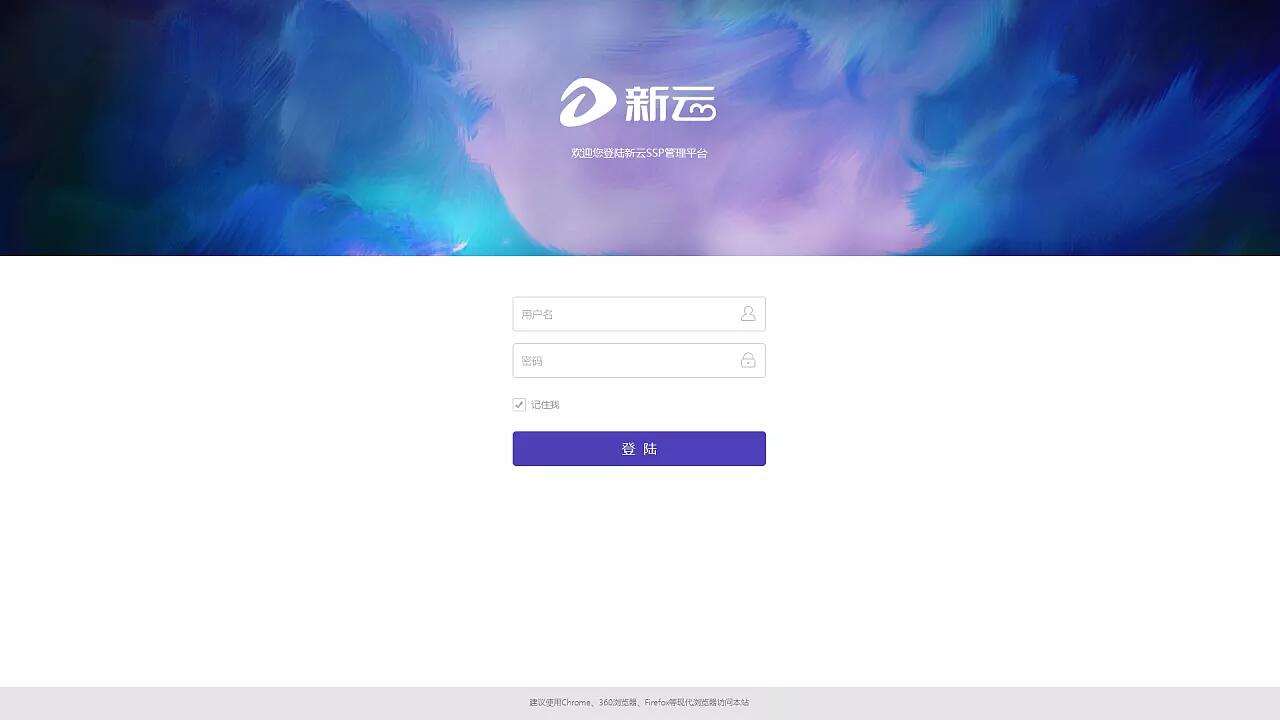 新云
欢迎您登陆新云SSP管理平台
用户名
密码
记住我
登 陆
建议使用Chrome、360浏览器、Firefox等现代浏览器访问本站